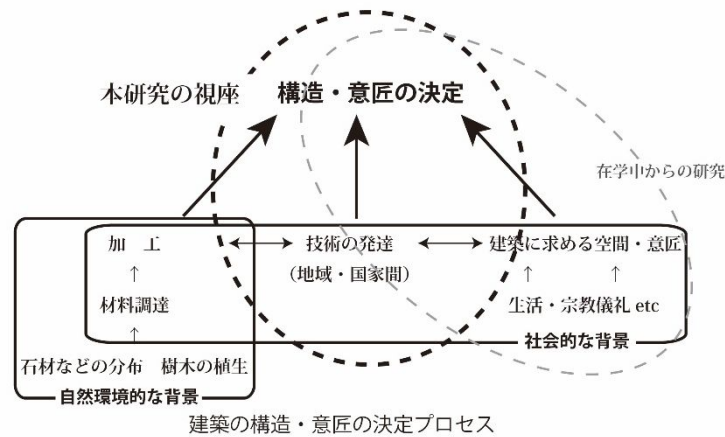 本研究の視座
構造・意匠の決定
在学中からの研究
加　工
技術の発達
建築に求める空間・意匠
(地域・国家間)
材料調達
生活・宗教儀礼 etc
社会的な背景
石材などの分布　樹木の植生
自然環境的な背景
建築の構造・意匠の決定プロセス